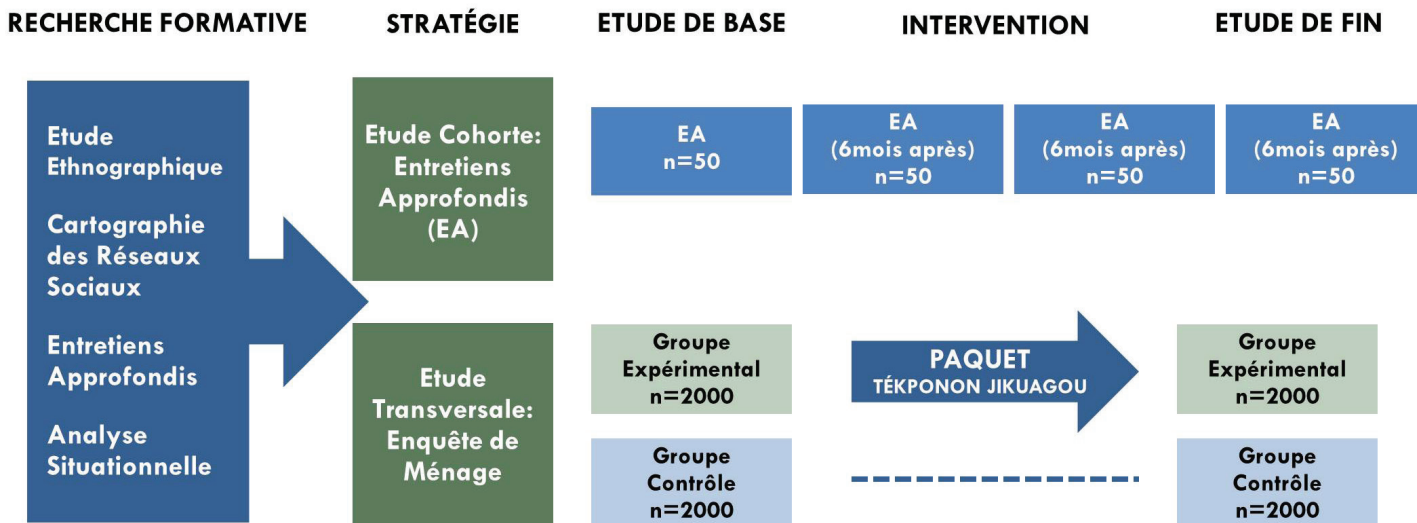 RECHERCHE FORMATIVE
STRATÉGIE
ETUDE DE BASE
INTERVENTION
ETUDE DE FIN
Etude
Ethnographique
Cartographie
des Réseaux
Sociaux
Entretiens
Approfondis
Analyse
Situationnelle
Etude Cohorte:
Entretiens
Approfondis
(EA)
EA
n=50
EA
(6mois après)
n=50
EA
(6mois après)
n=50
EA
(6mois après)
n=50
Etude
Transversale:
Enquête de
Ménage
Groupe
Expérimental
n=2000
PAQUET
TÉKPONON JIKUAGOU
Groupe
Expérimental
n=2000
Groupe
Contrôle
n=2000
Groupe
Contrôle
n=2000